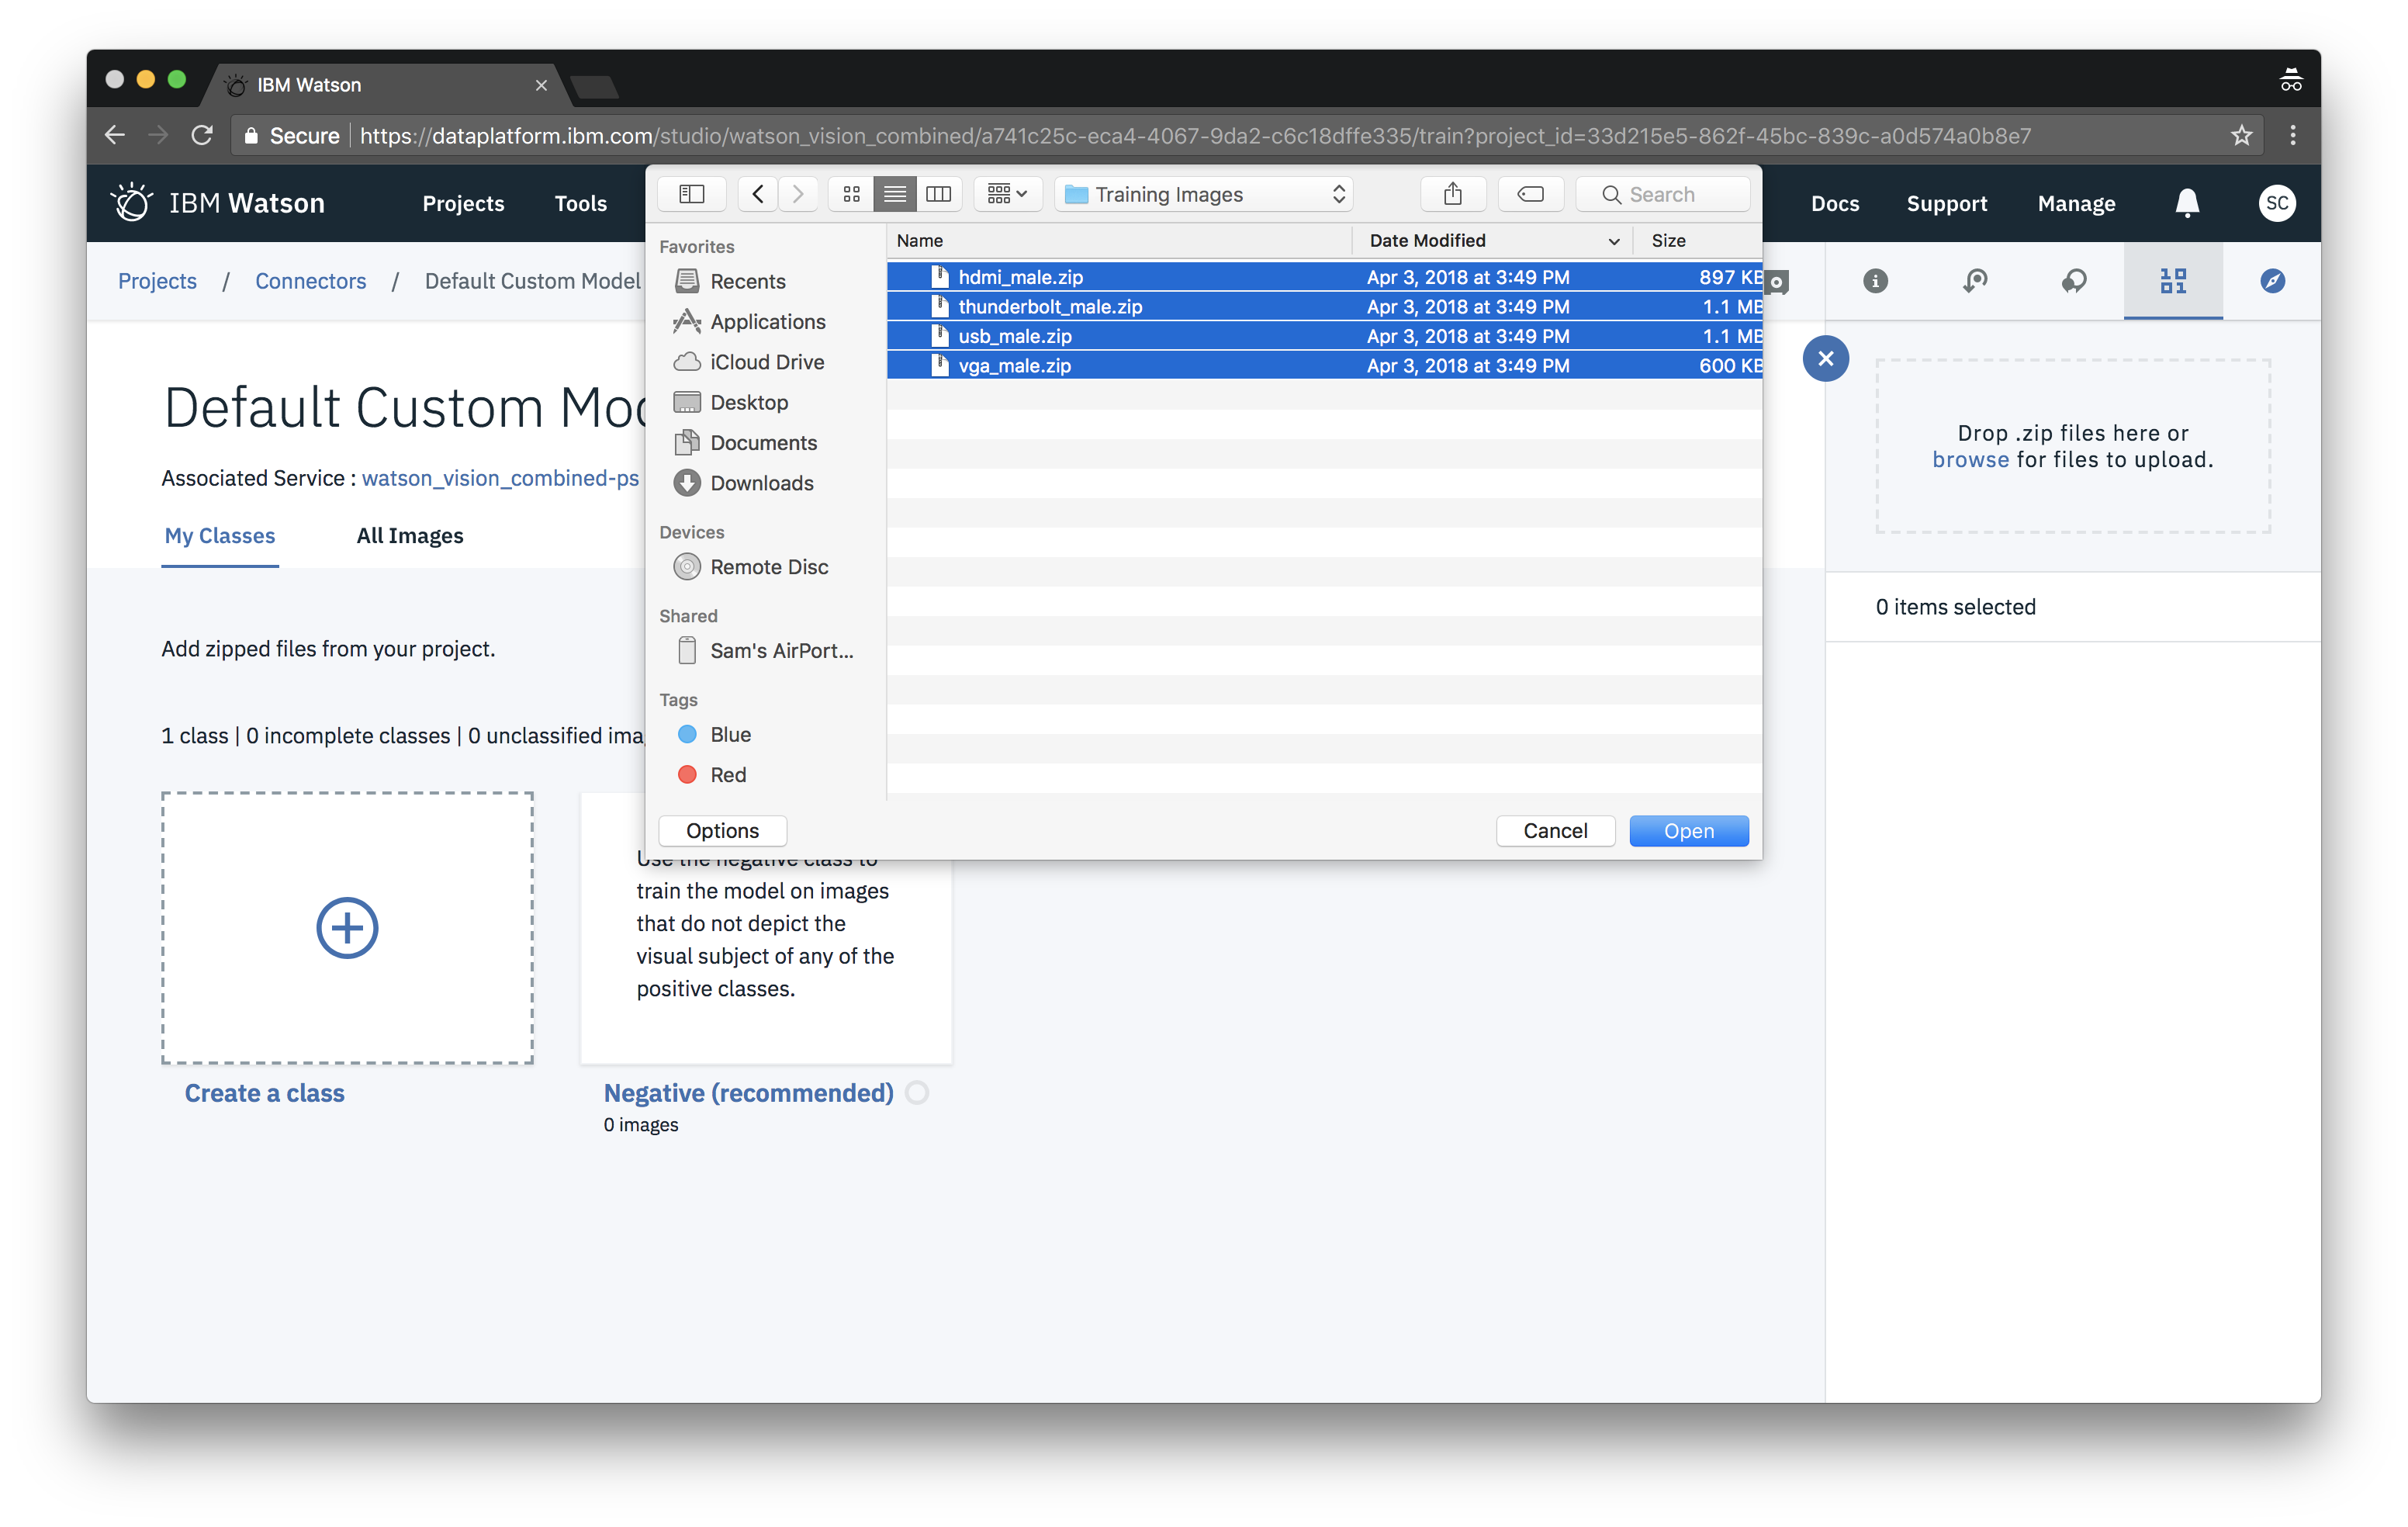 IBM Watson
Secure https://dataplatform.ibm.com/studio/watson_vision_combined/a741c25c-eca4-4067-9da2-c6c18dffe335/train?project_id=33d215e5-862f-45bc-839c-a0d574a0b8e7
IBM Watson Projects Tools Docs Support Manage SC
Training Images Search
Projects / Connectors / Default Custom Model
Default Custom Mod
Associated Service : watson_vision_combined-ps
My Classes All Images
Add zipped files from your project.
1 class | 0 incomplete classes | 0 unclassified ima
Favorites
Recents
Applications
iCloud Drive
Desktop
Documents
Downloads
Devices
Remote Disc
Shared
Sam's AirPort...
Tags
Blue
Red
Name Date Modified Size
hdmi_male.zip Apr 3, 2018 at 3:49 PM 897 KB
thunderbolt_male.zip Apr 3, 2018 at 3:49 PM 1.1 MB
usb_male.zip Apr 3, 2018 at 3:49 PM 1.1 MB
vga_male.zip Apr 3, 2018 at 3:49 PM 600 KB
Options Cancel Open
Drop .zip files here or
browse for files to upload.
0 items selected
Use the negative class to
train the model on images
that do not depict the
visual subject of any of the
positive classes.
Create a class
Negative (recommended)
0 images